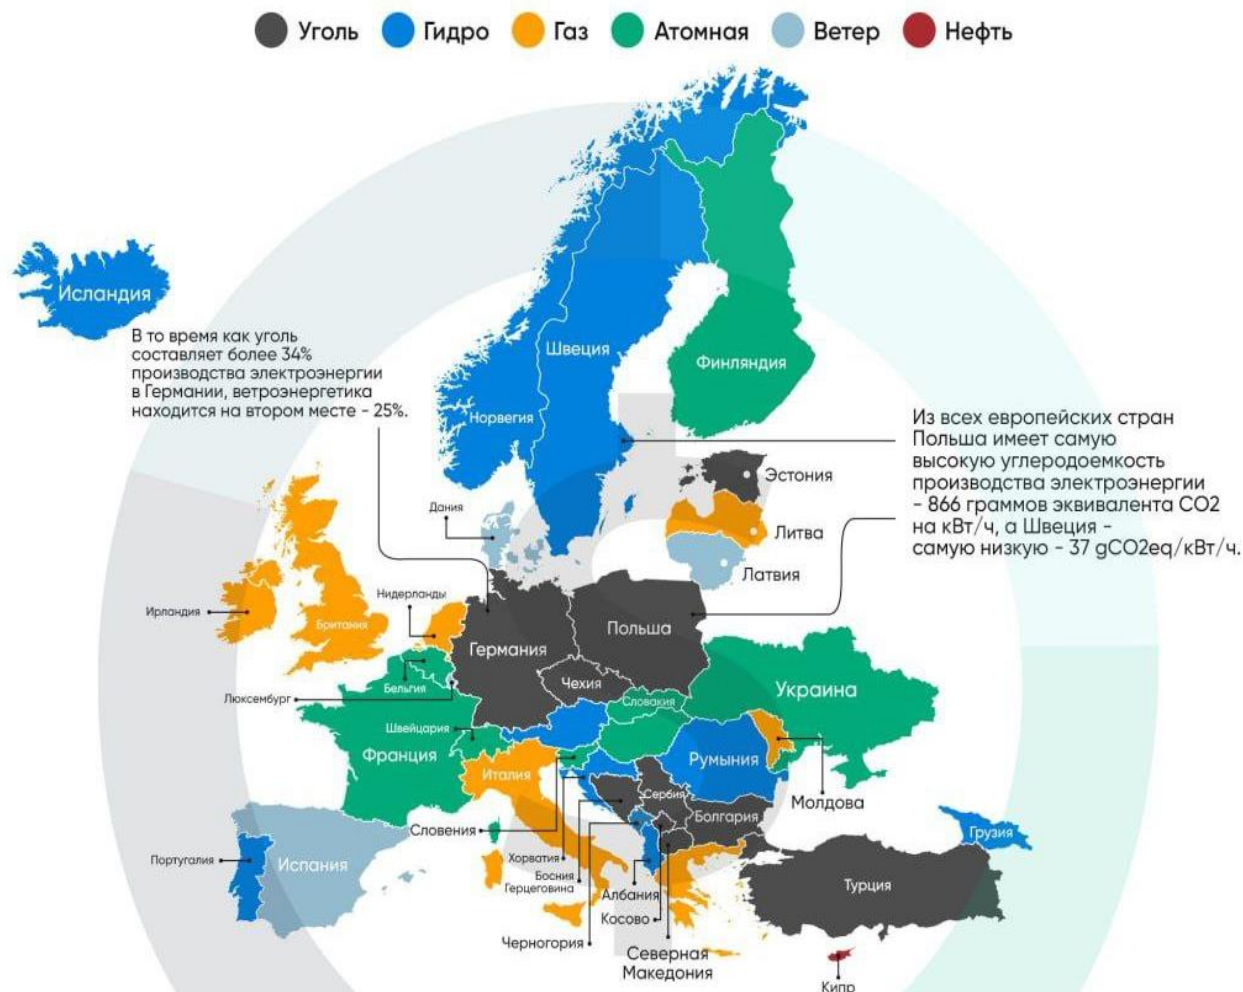 Уголь Гидро Газ Атомная Ветер Нефть
Исландия
В то время как уголь
составляет более 34%
производства электроэнергии
в Германии, ветроэнергетика
находится на втором месте - 25%.
Швеция
Финляндия
Норвегия
Из всех европейских стран
Польша имеет самую
высокую углеродоемкость
производства электроэнергии
- 866 граммов эквивалента CO2
на кВт/ч, а Швеция -
самую низкую - 37 gCO2eq/кВт/ч.
Эстония
Дания
Литва
Латвия
Нидерланды
Ирландия
Британия
Польша
Германия
Чехия
Бельгия
Люксембург
Словакия
Украина
Швейцария
Франция
Румыния
Италия
Сербия
Молдова
Болгария
Словения
Грузия
Португалия
Испания
Хорватия
Босния
Герцеговина
Албания
Турция
Косово
Черногория
Северная
Македония
Кипр